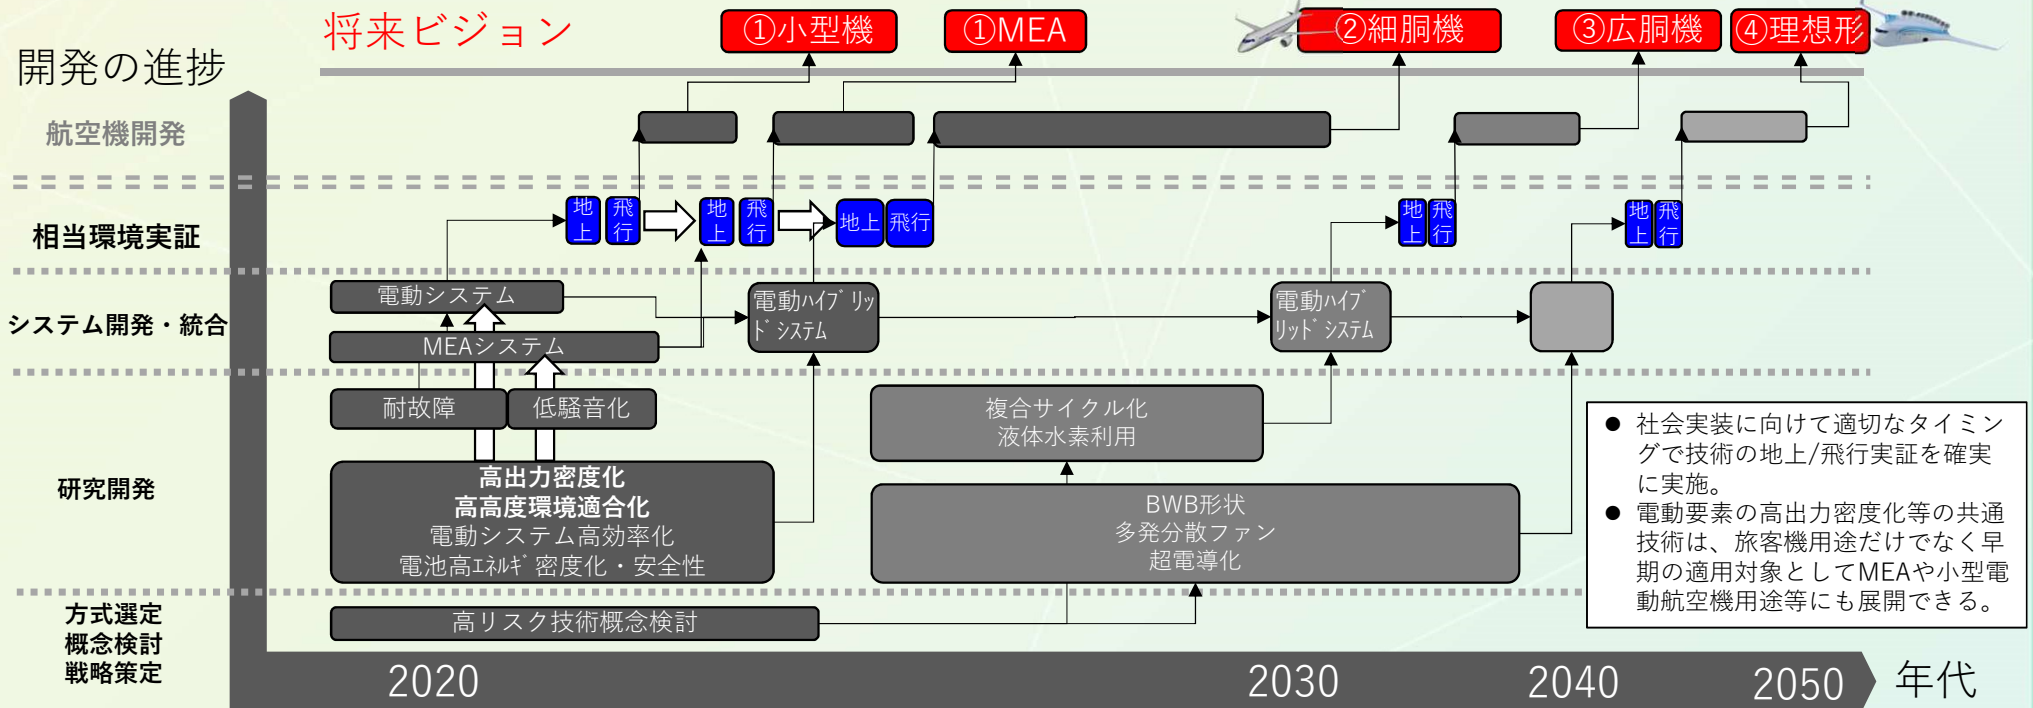 将来ビジョン
①小型機
①MEA
②細胴機
③広胴機
④理想形
開発の進捗
航空機開発
相当環境実証
地上
飛行
地上
飛行
地上
飛行
地上
飛行
地上
飛行
システム開発・統合
電動システム
MEAシステム
電動ハイブリッ
ドシステム
電動ハイブ
リッドシステム
研究開発
耐故障
低騒音化
高出力密度化
高高度環境適合化
電動システム高効率化
電池高エネルギ密度化・安全性
複合サイクル化
液体水素利用
BWB形状
多発分散ファン
超電導化
● 社会実装に向けて適切なタイミン
グで技術の地上/飛行実証を確実
に実施。
● 電動要素の高出力密度化等の共通
技術は、旅客機用途だけでなく早
期の適用対象としてMEAや小型電
動航空機用途等にも展開できる。
方式選定
概念検討
戦略策定
高リスク技術概念検討
2020
2030
2040
2050
年代